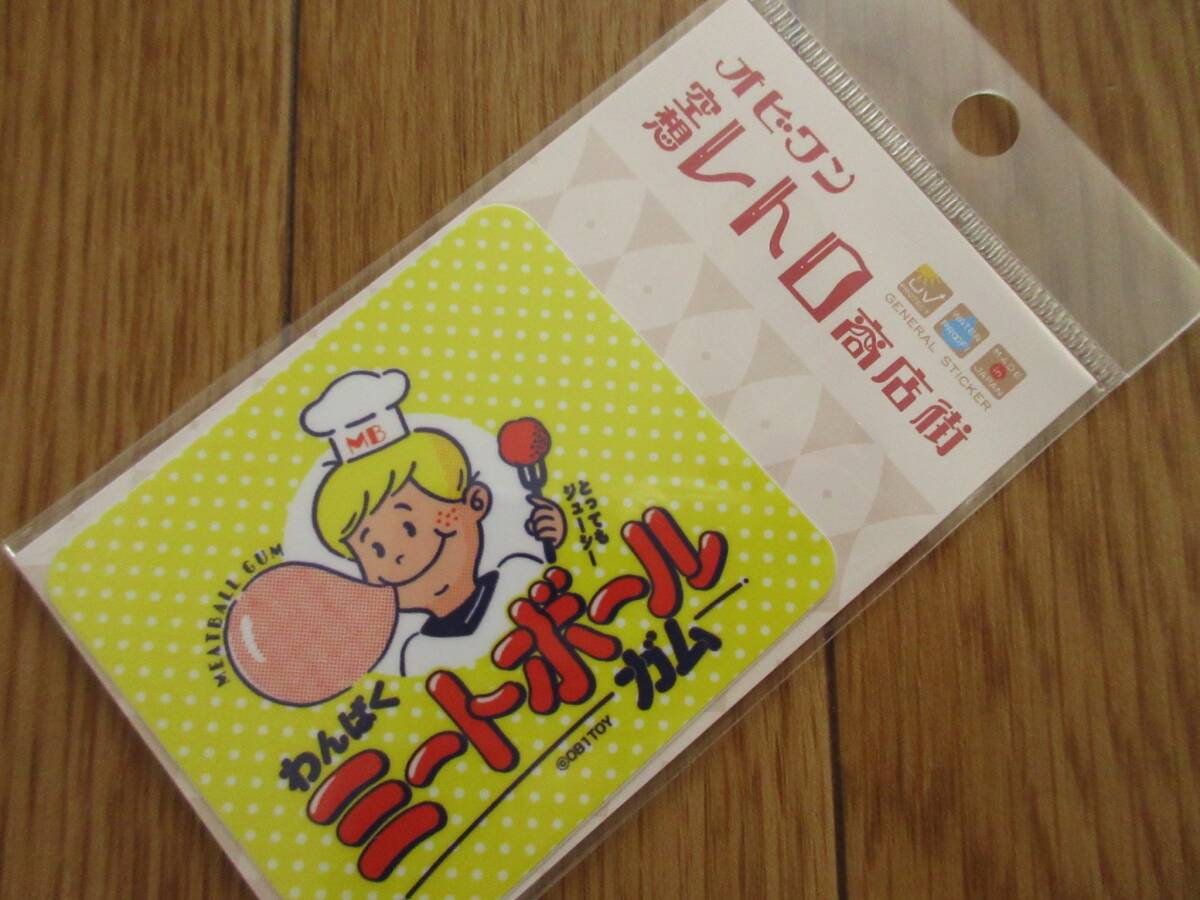 オビワン
空想
レトロ
商店街
UV
WATER PROOF
MADE in JAPAN
GENERAL STICKER
MB
とっても
ジューシー
MEATBALL GUM
わんぱく
ミートボール
ガム
©OB1TOY